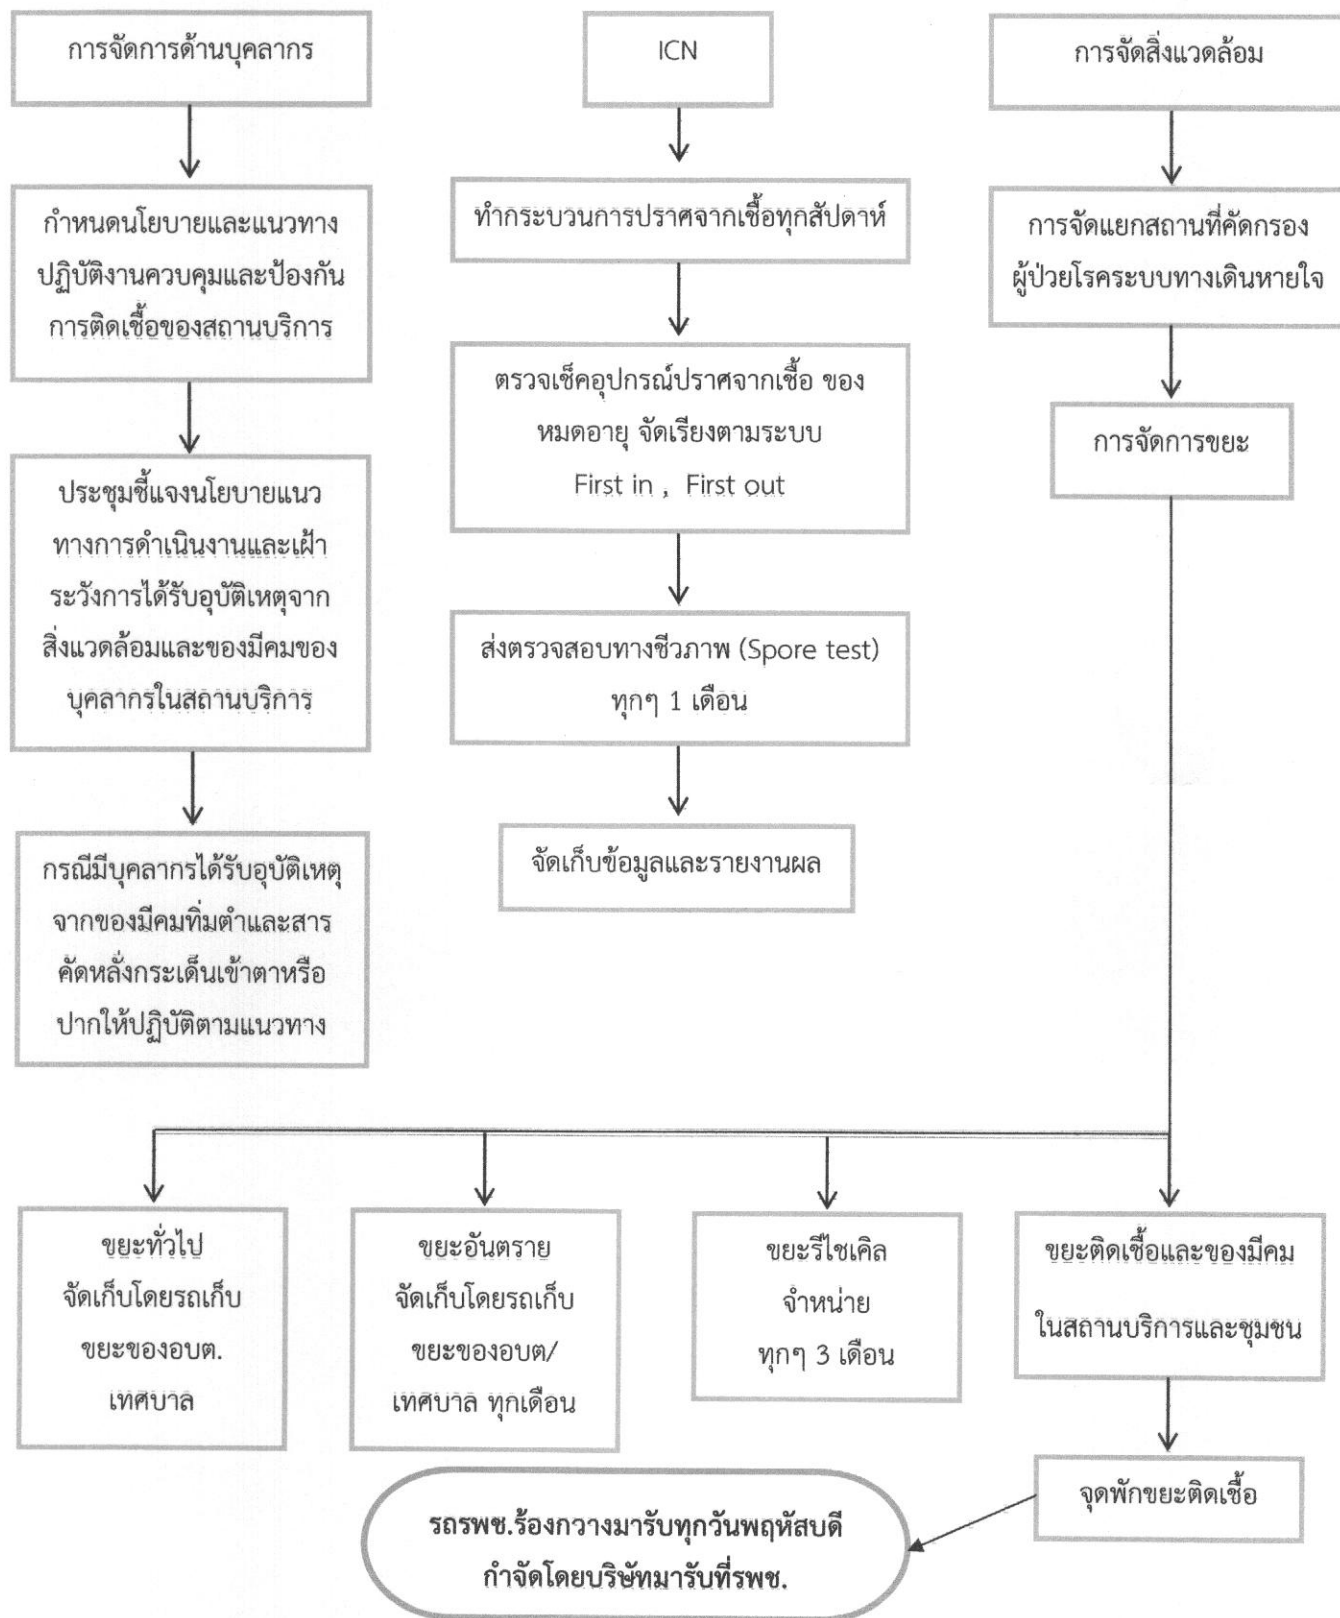 การจัดการด้านบุคลากร
กำหนดนโยบายและแนวทาง
ปฏิบัติงานควบคุมและป้องกัน
การติดเชื้อของสถานบริการ
ประชุมชี้แจงนโยบายแนว
ทางการดำเนินงานและเฝ้า
ระวังการได้รับอุบัติเหตุจาก
สิ่งแวดล้อมและของมีคมของ
บุคลากรในสถานบริการ
กรณีมีบุคลากรได้รับอุบัติเหตุ
จากของมีคมทิ่มตำและสาร
คัดหลั่งกระเด็นเข้าตาหรือ
ปากให้ปฏิบัติตามแนวทาง
ICN
ทำกระบวนการปราศจากเชื้อทุกสัปดาห์
ตรวจเช็คอุปกรณ์ปราศจากเชื้อ ของ
หมดอายุ จัดเรียงตามระบบ
First in , First out
ส่งตรวจสอบทางชีวภาพ (Spore test)
ทุกๆ 1 เดือน
จัดเก็บข้อมูลและรายงานผล
การจัดสิ่งแวดล้อม
การจัดแยกสถานที่คัดกรอง
ผู้ป่วยโรคระบบทางเดินหายใจ
การจัดการขยะ
ขยะทั่วไป
จัดเก็บโดยรถเก็บ
ขยะของอบต.
เทศบาล
ขยะอันตราย
จัดเก็บโดยรถเก็บ
ขยะของอบต/
เทศบาล ทุกเดือน
ขยะรีไซเคิล
จำหน่าย
ทุกๆ 3 เดือน
ขยะติดเชื้อและของมีคม
ในสถานบริการและชุมชน
จุดพักขยะติดเชื้อ
รถรพช.ร้องกวางมารับทุกวันพฤหัสบดี
กำจัดโดยบริษัทมารับที่รพช.